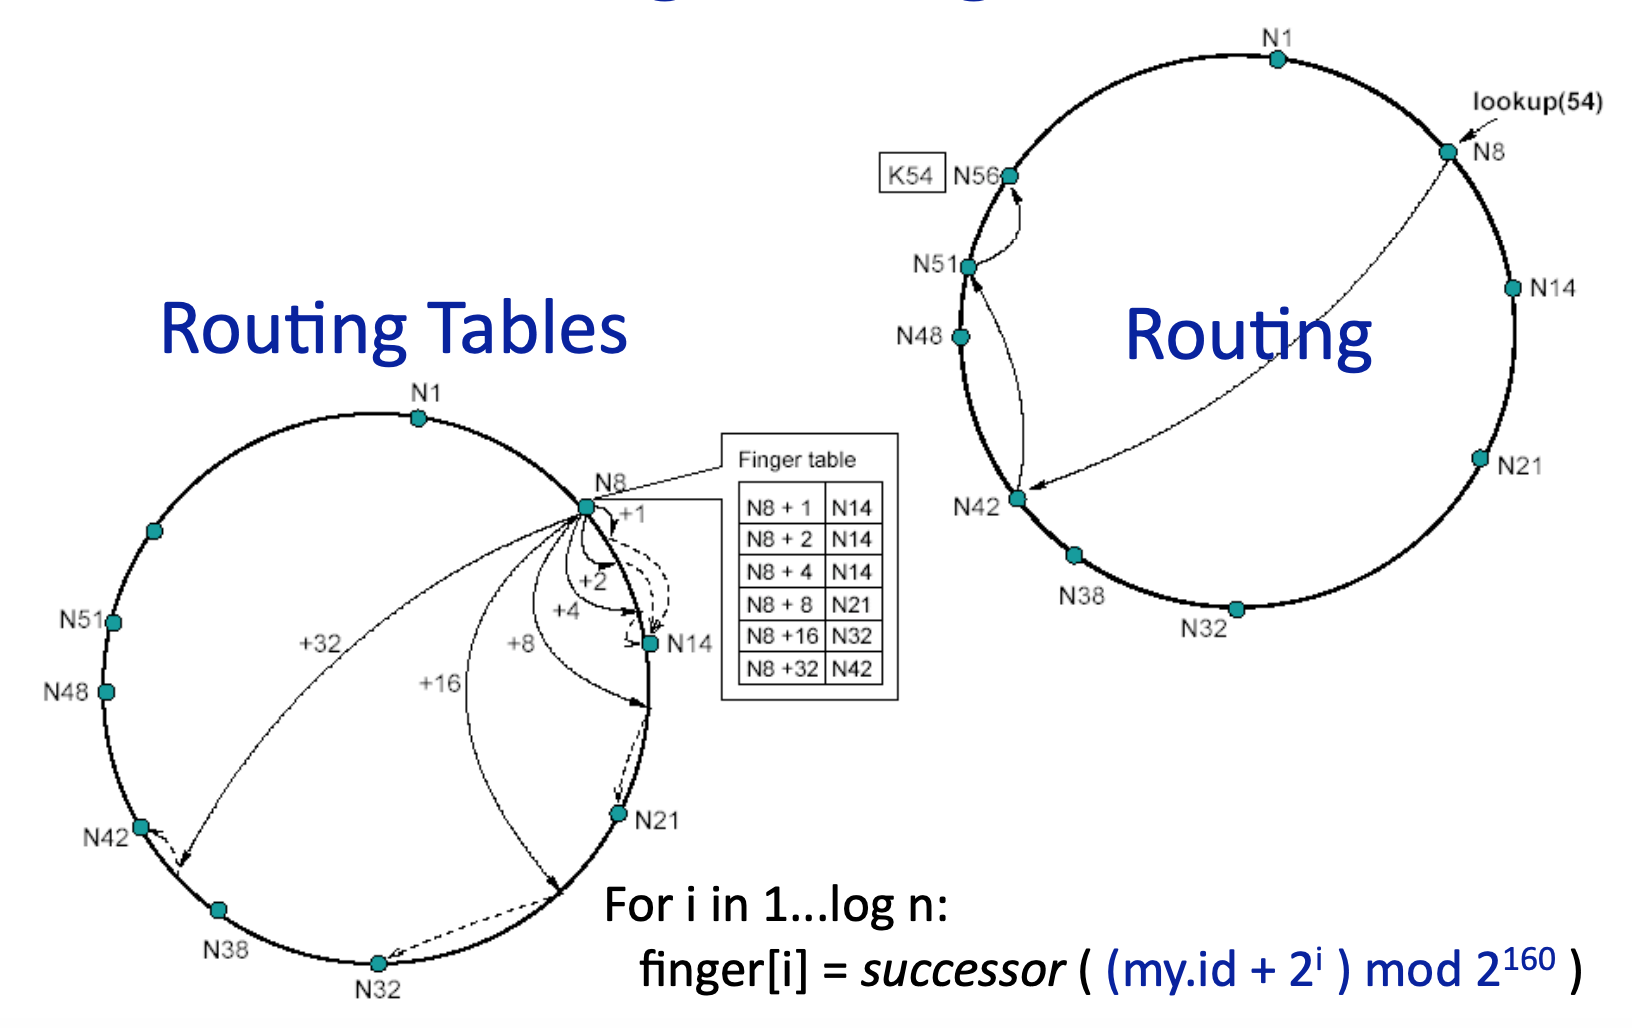 Routing Tables
N1
N8
+1
+2
+4
+8
+16
+32
N14
N21
N32
N38
N42
N48
N51
Finger table
N8 + 1 N14
N8 + 2 N14
N8 + 4 N14
N8 + 8 N21
N8 +16 N32
N8 +32 N42
Routing
N1
lookup(54)
N8
N14
N21
N32
N38
N42
N48
N51
K54 N56
For i in 1...log n:
finger[i] = successor ( (my.id + 2^i ) mod 2^160 )